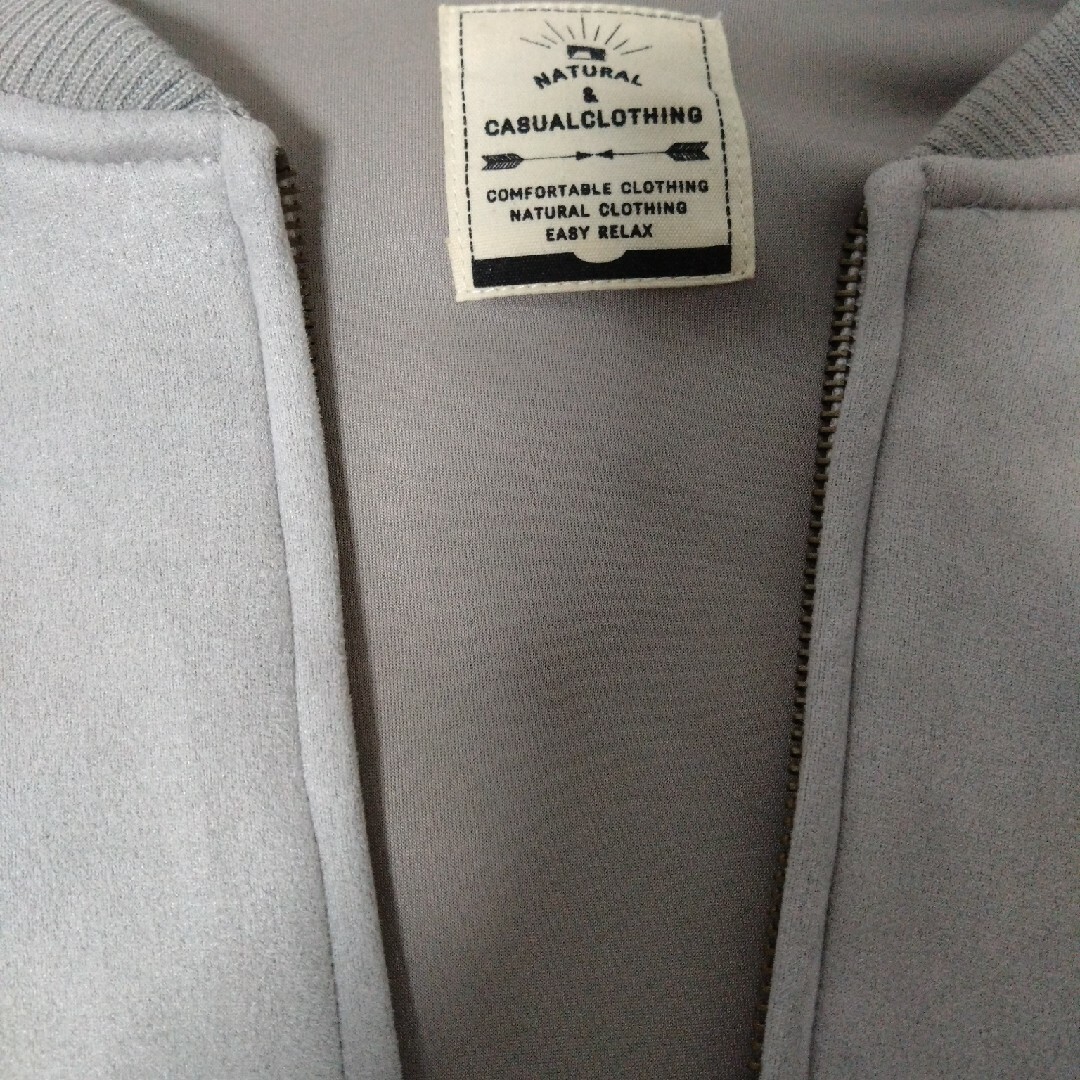 NATURAL
&
CASUALCLOTHING
COMFORTABLE CLOTHING
NATURAL CLOTHING
EASY RELAX